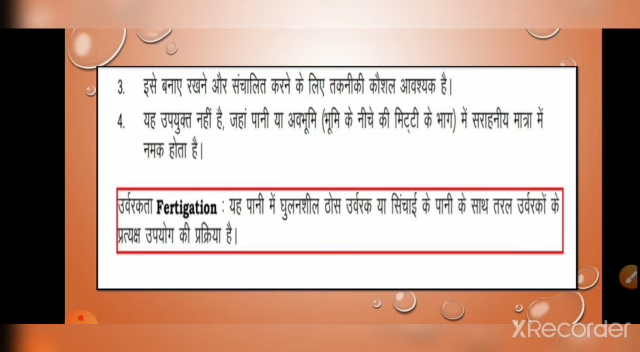 3. इसे बनाए रखने और संचालित करने के लिए तकनीकी कौशल आवश्यक है।
4. यह उपयुक्त नहीं है, जहां पानी या अवभूमि (भूमि के नीचे की मिट्टी के भाग) में सराहनीय मात्रा में
नमक होता है।
उर्वरकता Fertigation : यह पानी में घुलनशील ठोस उर्वरक या सिंचाई के पानी के साथ तरल उर्वरकों के
प्रत्यक्ष उपयोग की प्रक्रिया है।
XRecorder